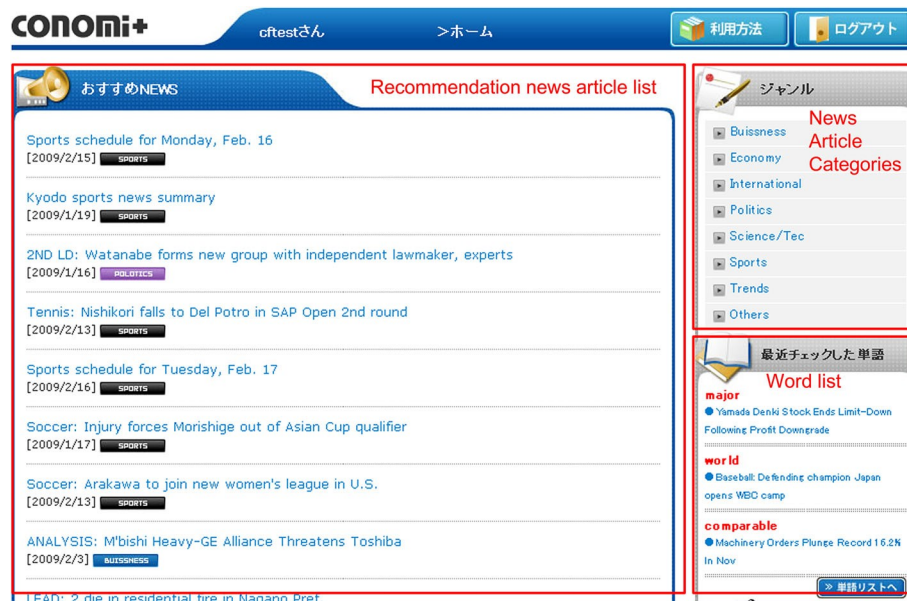 conomi+
cftestさん
>ホーム
利用方法
ログアウト
おすすめNEWS
Recommendation news article list
Sports schedule for Monday, Feb. 16
[2009/2/15] SPORTS
Kyodo sports news summary
[2009/1/19] SPORTS
2ND LD: Watanabe forms new group with independent lawmaker, experts
[2009/1/16] POLOTICS
Tennis: Nishikori falls to Del Potro in SAP Open 2nd round
[2009/2/13] SPORTS
Sports schedule for Tuesday, Feb. 17
[2009/2/16] SPORTS
Soccer: Injury forces Morishige out of Asian Cup qualifier
[2009/1/17] SPORTS
Soccer: Arakawa to join new women's league in U.S.
[2009/2/13] SPORTS
ANALYSIS: M'bishi Heavy-GE Alliance Threatens Toshiba
[2009/2/3] BUISSNESS
LEAD: 2 die in residential fire in Nagano Pref.
ジャンル
News
Article
Categories
Buissness
Economy
International
Politics
Science/Tec
Sports
Trends
Others
最近チェックした単語
Word list
major
Yamada Denki Stock Ends Limit-Down
Following Profit Downgrade
world
Baseball: Defending champion Japan
opens WBC camp
comparable
Machinery Orders Plunge Record 16.2%
In Nov
≫ 単語リストへ